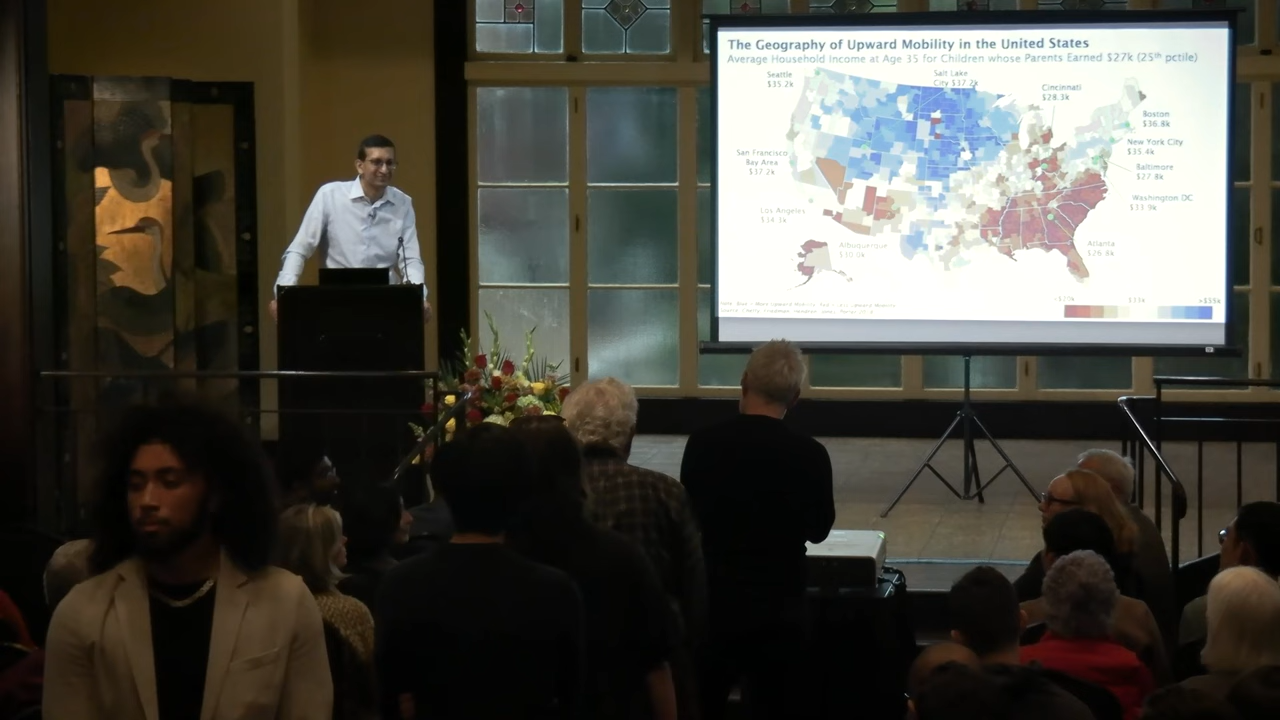 The Geography of Upward Mobility in the United States
Average Household Income at Age 35 for Children whose Parents Earned $27k (25th pctile)
Seattle
$35.2k
Salt Lake
City $37.2k
Cincinnati
$28.3k
Boston
$36.8k
New York City
$35.4k
San Francisco
Bay Area
$37.2k
Baltimore
$27.8k
Washington DC
$33.9k
Los Angeles
$34.3k
Albuquerque
$30.0k
Atlanta
$26.8k